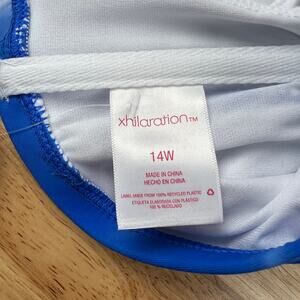 xhilaration™
14W
MADE IN CHINA
HECHO EN CHINA
LABEL MADE FROM 100% RECYCLED PLASTIC
ETIQUETA ELABORADA CON PLÁSTICO
100 % RECICLADO